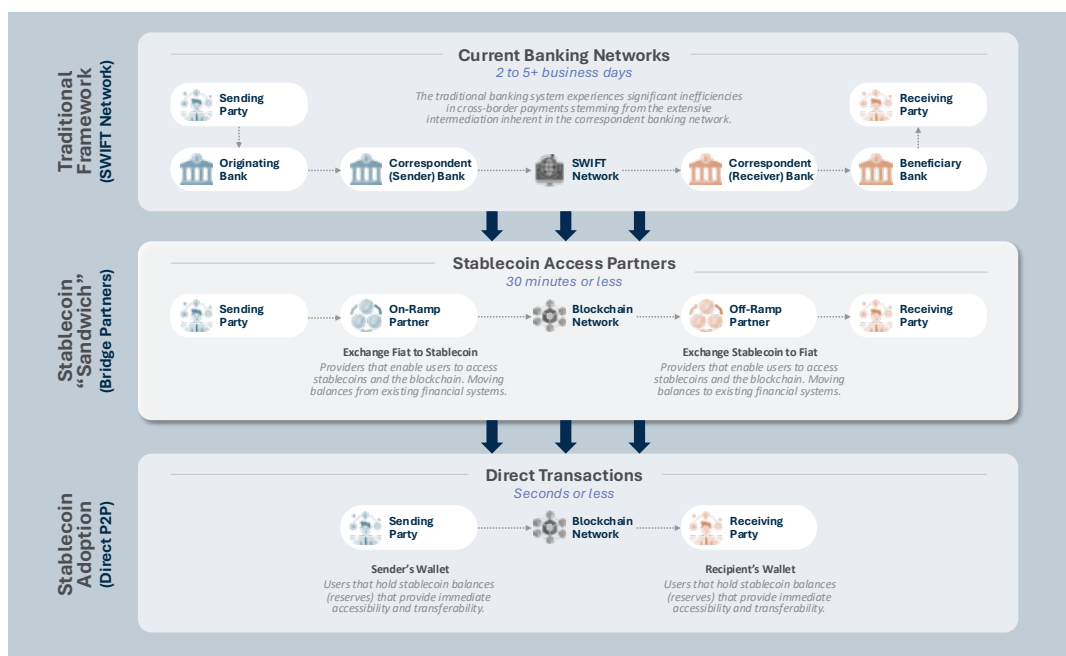 Traditional
Framework
(SWIFT Network)
Current Banking Networks
2 to 5+ business days
The traditional banking system experiences significant inefficiencies
in cross-border payments stemming from the extensive
intermediation inherent in the correspondent banking network.
Sending
Party
Receiving
Party
Originating
Bank
Correspondent
(Sender) Bank
SWIFT
Network
Correspondent
(Receiver) Bank
Beneficiary
Bank
Stablecoin
“Sandwich”
(Bridge Partners)
Stablecoin Access Partners
30 minutes or less
Sending
Party
On-Ramp
Partner
Blockchain
Network
Off-Ramp
Partner
Receiving
Party
Exchange Fiat to Stablecoin
Providers that enable users to access
stablecoins and the blockchain. Moving
balances from existing financial systems.
Exchange Stablecoin to Fiat
Providers that enable users to access
stablecoins and the blockchain. Moving
balances to existing financial systems.
Stablecoin
Adoption
(Direct P2P)
Direct Transactions
Seconds or less
Sending
Party
Blockchain
Network
Receiving
Party
Sender’s Wallet
Users that hold stablecoin balances
(reserves) that provide immediate
accessibility and transferability.
Recipient’s Wallet
Users that hold stablecoin balances
(reserves) that provide immediate
accessibility and transferability.